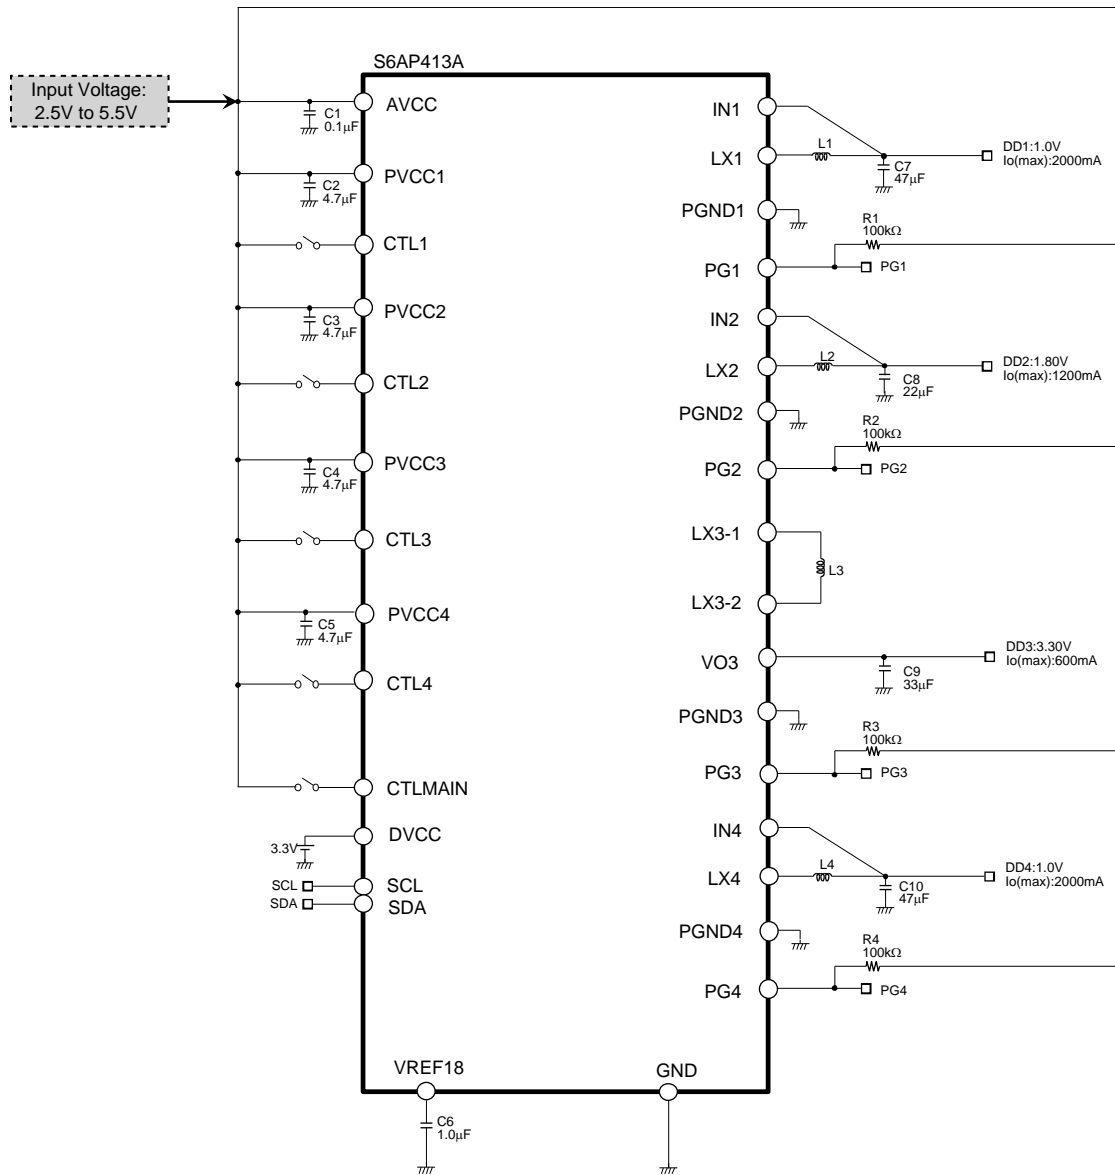 S6AP413A
Input Voltage:
2.5V to 5.5V
AVCC
C1
0.1µF
PVCC1
C2
4.7µF
CTL1
PVCC2
C3
4.7µF
CTL2
PVCC3
C4
4.7µF
CTL3
PVCC4
C5
4.7µF
CTL4
CTLMAIN
DVCC
3.3V
SCL
SCL
SDA
SDA
IN1
LX1
L1
C7
47µF
DD1:1.0V
Io(max):2000mA
PGND1
R1
100kΩ
PG1
PG1
IN2
LX2
L2
C8
22µF
DD2:1.80V
Io(max):1200mA
PGND2
R2
100kΩ
PG2
PG2
LX3-1
L3
LX3-2
VO3
C9
33µF
DD3:3.30V
Io(max):600mA
PGND3
R3
100kΩ
PG3
PG3
IN4
LX4
L4
C10
47µF
DD4:1.0V
Io(max):2000mA
PGND4
R4
100kΩ
PG4
PG4
VREF18
C6
1.0µF
GND